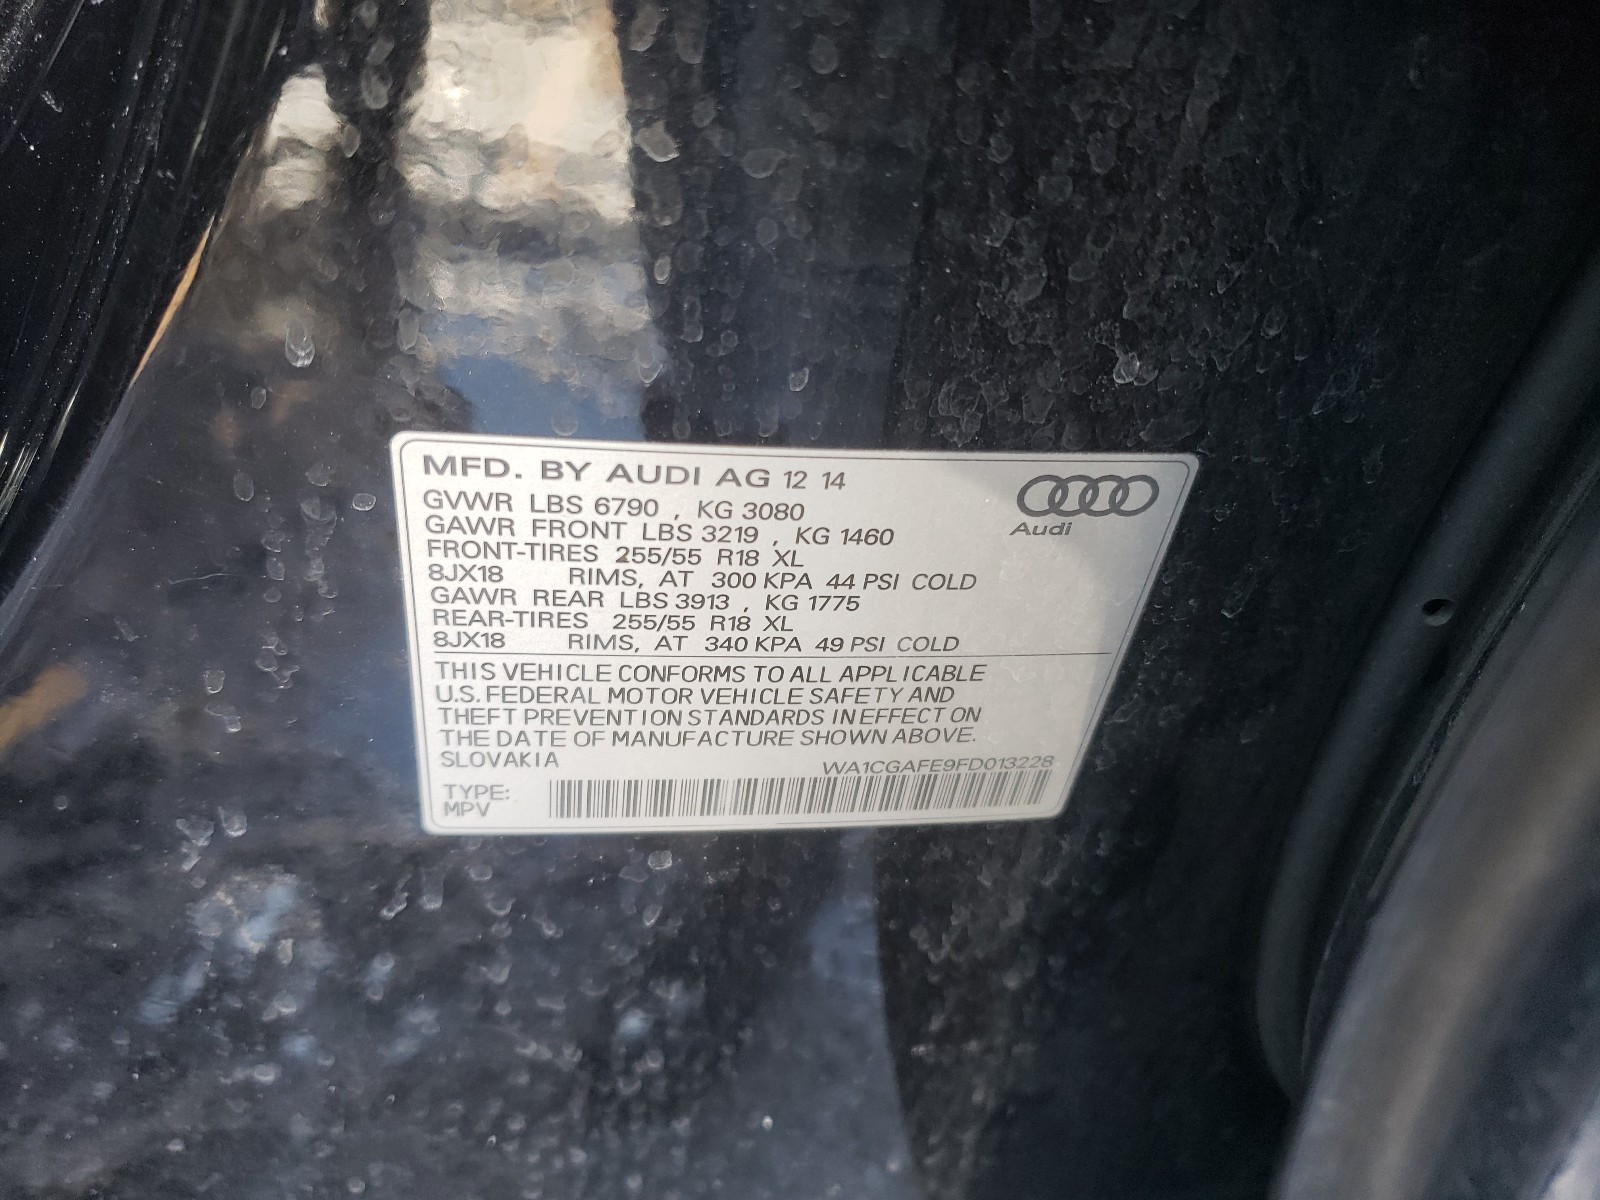 MFD. BY AUDI AG 12 14
GVWR LBS 6790 , KG 3080
GAWR FRONT LBS 3219 , KG 1460
FRONT-TIRES 255/55 R18 XL
8JX18 RIMS, AT 300 KPA 44 PSI COLD
GAWR REAR LBS 3913 , KG 1775
REAR-TIRES 255/55 R18 XL
8JX18 RIMS, AT 340 KPA 49 PSI COLD
Audi
THIS VEHICLE CONFORMS TO ALL APPLICABLE
U.S. FEDERAL MOTOR VEHICLE SAFETY AND
THEFT PREVENTION STANDARDS IN EFFECT ON
THE DATE OF MANUFACTURE SHOWN ABOVE.
SLOVAKIA
WA1CGAFE9FD013228
TYPE:
MPV